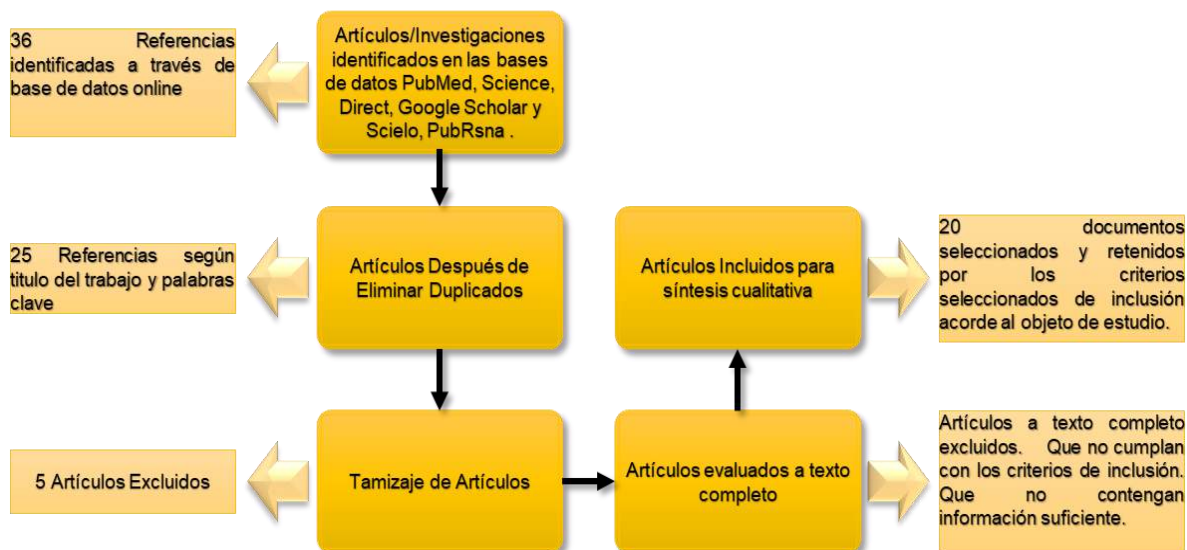 36 Referencias
identificadas a través de
base de datos online
Artículos/Investigaciones
identificados en las bases
de datos PubMed, Science,
Direct, Google Scholar y
Scielo, PubRsna .
25 Referencias según
titulo del trabajo y palabras
clave
Artículos Después de
Eliminar Duplicados
Artículos Incluidos para
síntesis cualitativa
20 documentos
seleccionados y retenidos
por los criterios
seleccionados de inclusión
acorde al objeto de estudio.
5 Artículos Excluidos
Tamizaje de Artículos
Artículos evaluados a texto
completo
Artículos a texto completo
excluidos. Que no cumplan
con los criterios de inclusión.
Que no contengan
información suficiente.